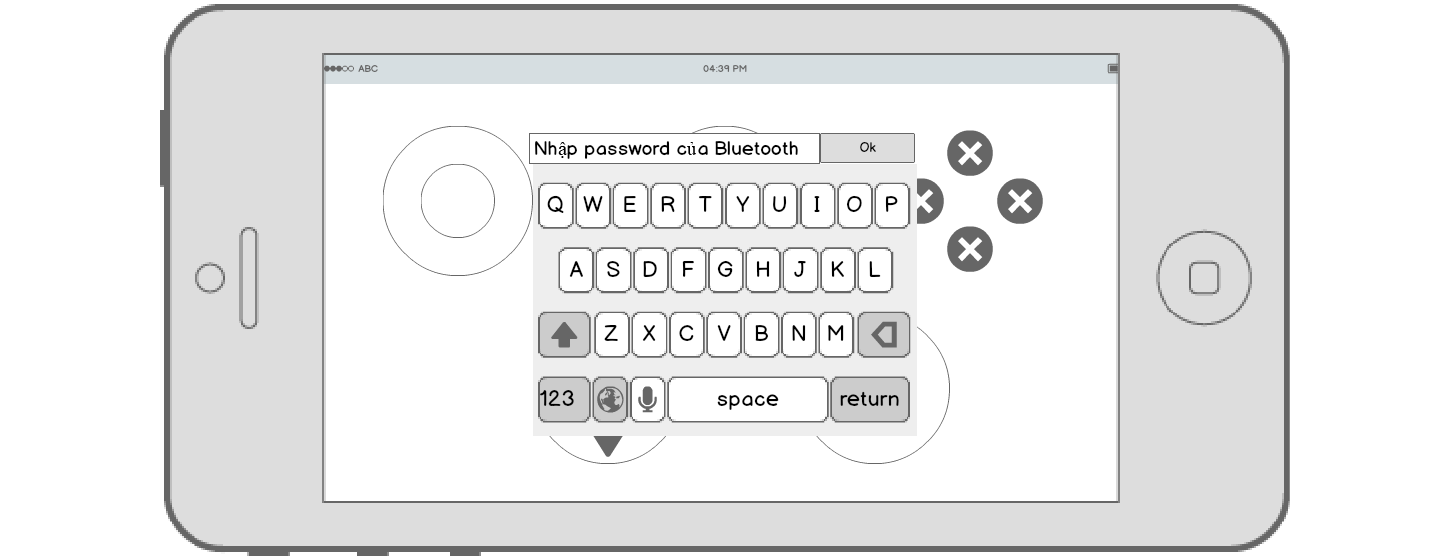 ABC 04:39 PM
Nhập password của Bluetooth Ok
Q W E R T Y U I O P
A S D F G H J K L
Z X C V B N M
123 space return